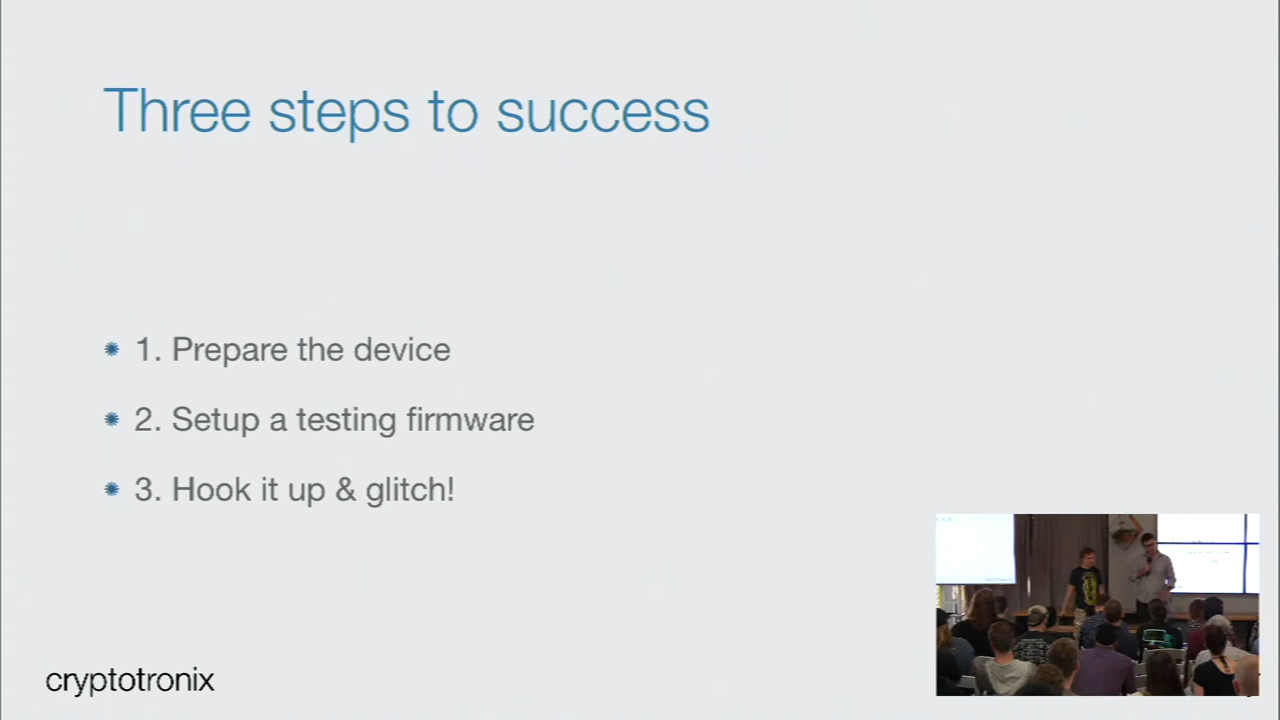 Three steps to success
1. Prepare the device
2. Setup a testing firmware
3. Hook it up & glitch!
cryptotronix